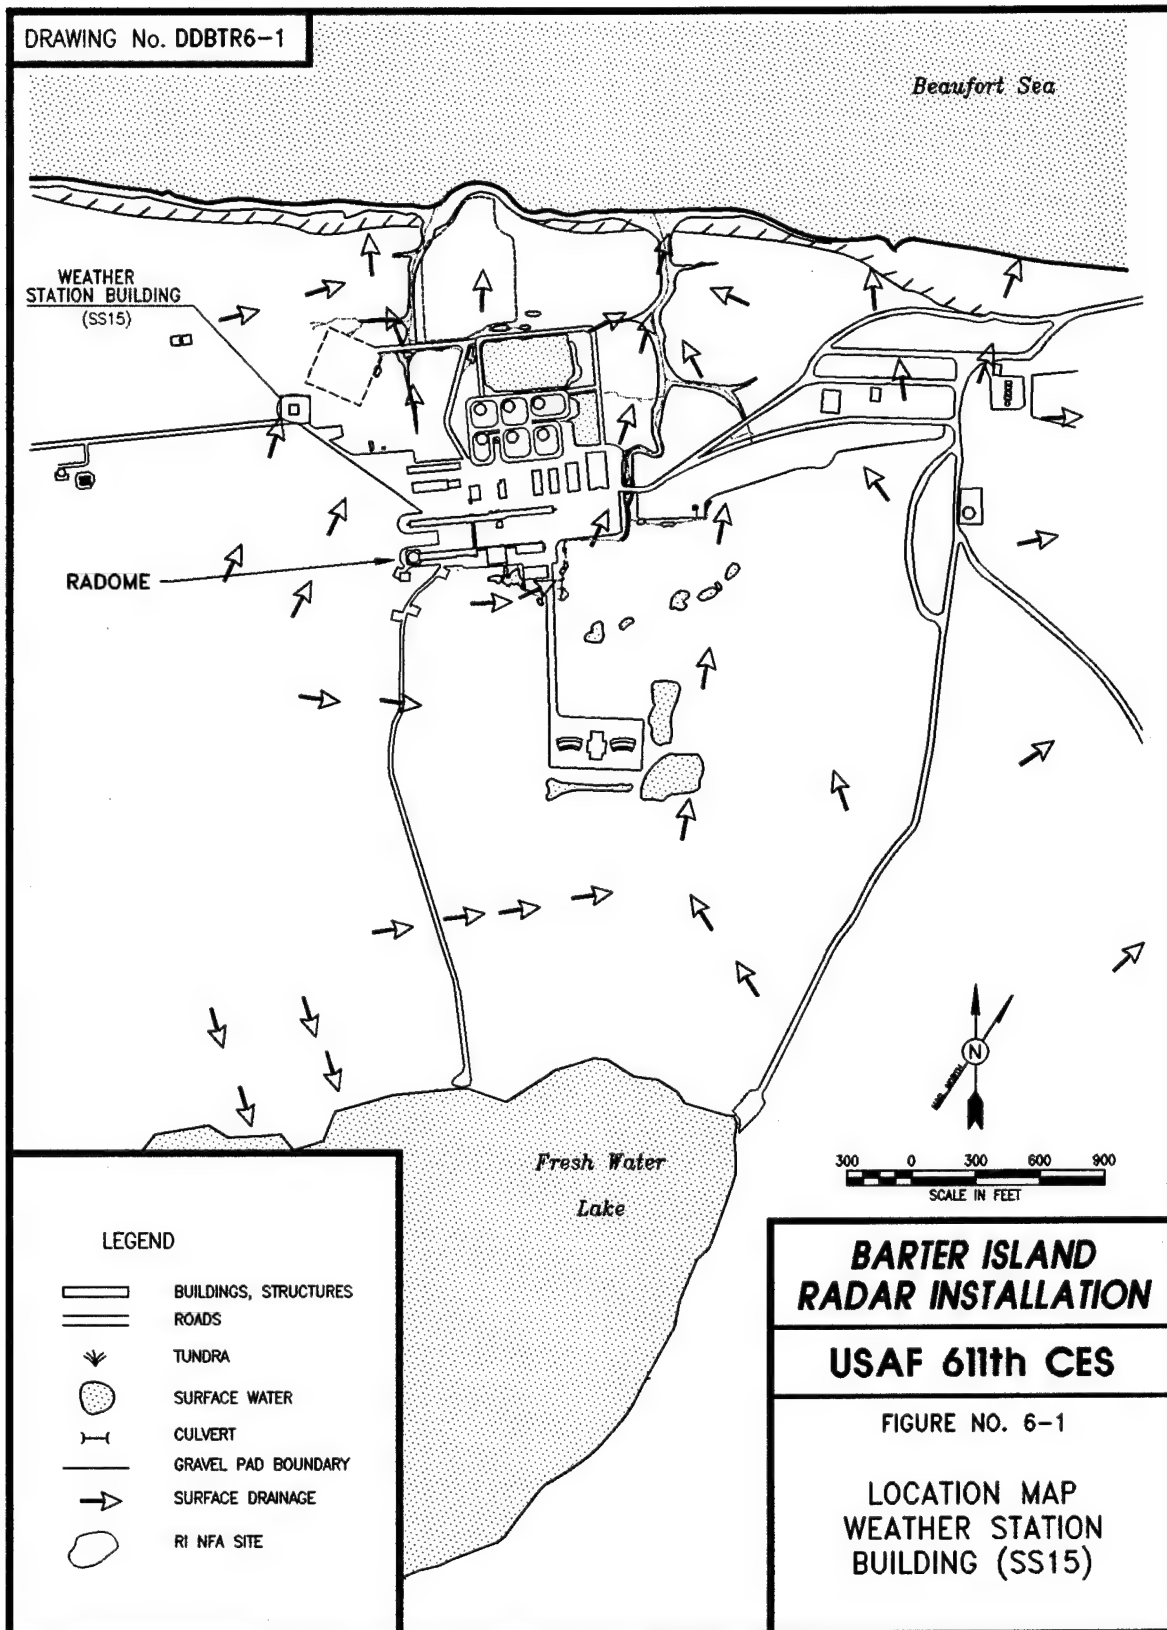 DRAWING No. DDBTR6-1
Beaufort Sea
WEATHER
STATION BUILDING
(SS15)
RADOME
N
MAP NORTH
300 0 300 600 900
SCALE IN FEET
Fresh Water
Lake
LEGEND
BUILDINGS, STRUCTURES
ROADS
TUNDRA
SURFACE WATER
CULVERT
GRAVEL PAD BOUNDARY
SURFACE DRAINAGE
RI NFA SITE
BARTER ISLAND
RADAR INSTALLATION
USAF 611th CES
FIGURE NO. 6-1
LOCATION MAP
WEATHER STATION
BUILDING (SS15)